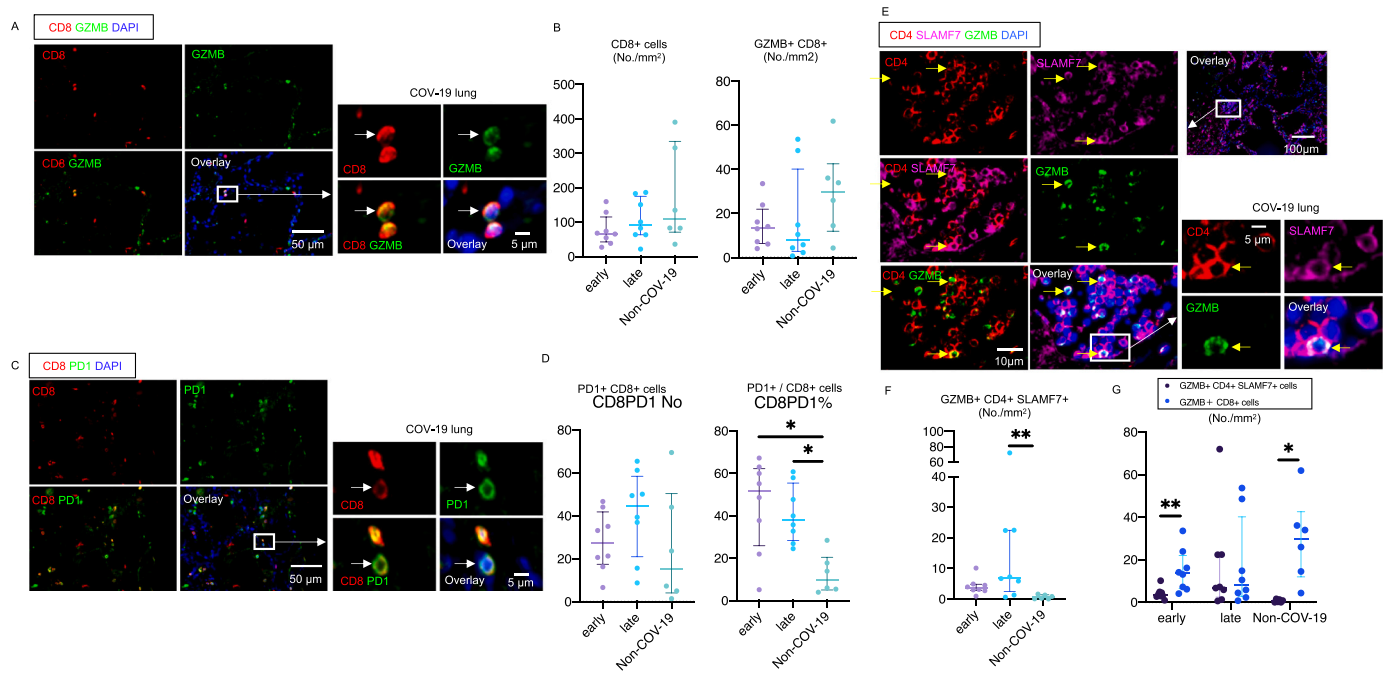 A
CD8 GZMB DAPI
CD8
GZMB
CD8 GZMB
Overlay
50 µm
COV-19 lung
CD8
GZMB
CD8 GZMB
Overlay
5 µm
B
CD8+ cells
(No./mm²)
500
400
300
200
100
0
early
late
Non-COV-19
GZMB+ CD8+
(No./mm2)
80
60
40
20
0
early
late
Non-COV-19
C
CD8 PD1 DAPI
CD8
PD1
CD8 PD1
Overlay
50 µm
COV-19 lung
CD8
PD1
CD8 PD1
Overlay
5 µm
D
PD1+ CD8+ cells
CD8PD1 No
80
60
40
20
0
early
late
Non-COV-19
PD1+ / CD8+ cells
CD8PD1%
*
*
80
60
40
20
0
early
late
Non-COV-19
E
CD4 SLAMF7 GZMB DAPI
CD4
SLAMF7
Overlay
100µm
CD4 SLAMF7
GZMB
CD4 GZMB
Overlay
10µm
COV-19 lung
CD4
5 µm
SLAMF7
GZMB
Overlay
F
GZMB+ CD4+ SLAMF7+
(No./mm²)
**
100
80
60
40
20
0
early
late
Non-COV-19
G
GZMB+ CD4+ SLAMF7+ cells
GZMB+ CD8+ cells
(No./mm²)
80
60
40
20
0
**
*
early
late
Non-COV-19